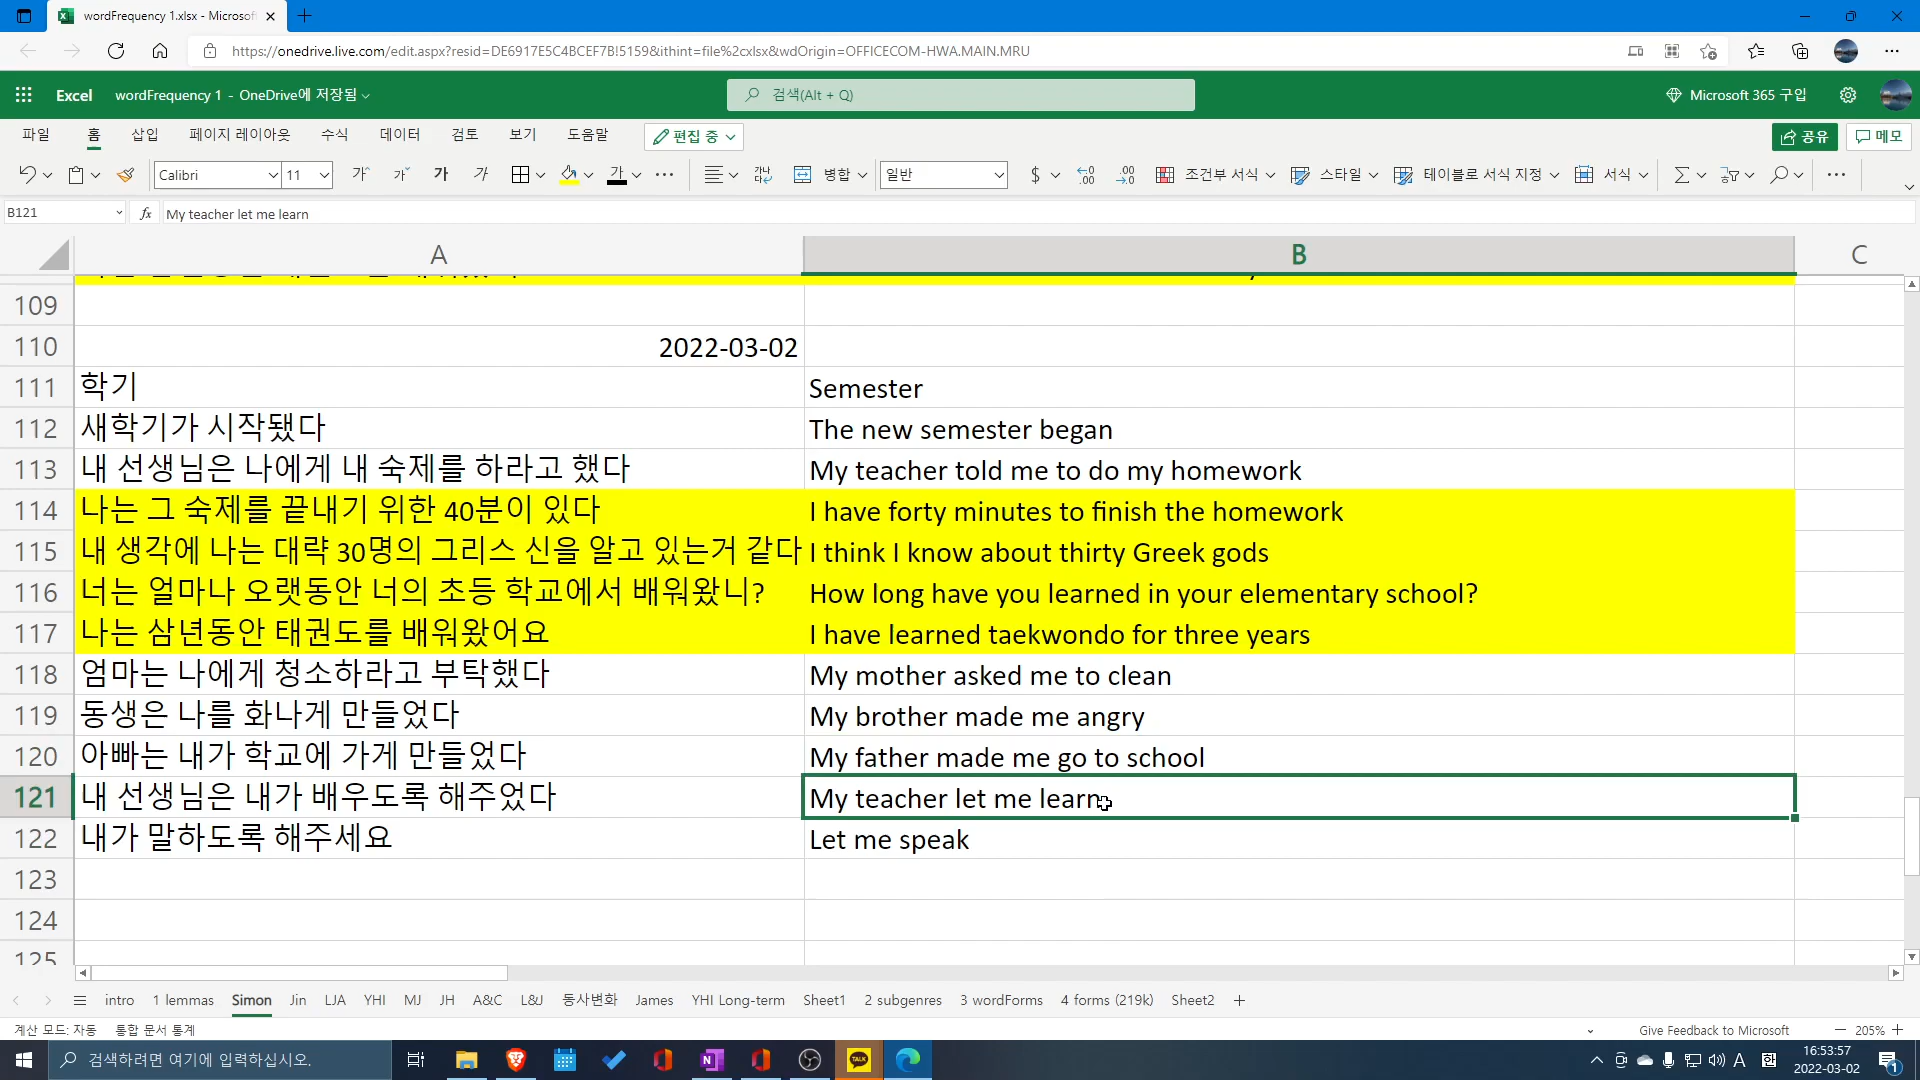 wordFrequency 1.xlsx - Microsof
https://onedrive.live.com/edit.aspx?resid=DE6917E5C4BCEF7B!5159&ithint=file%2cxlsx&wdOrigin=OFFICECOM-HWA.MAIN.MRU
Excel wordFrequency 1 - OneDrive에 저장됨
검색(Alt + Q)
Microsoft 365 구입
파일 홈 삽입 페이지 레이아웃 수식 데이터 검토 보기 도움말 편집 중 공유 메모
Calibri 11 가 가 가 가 가 병합 일반 $ 조건부 서식 스타일 테이블로 서식 지정 서식
B121 fx My teacher let me learn
A B C
109
110 2022-03-02
111 학기 Semester
112 새학기가 시작됐다 The new semester began
113 내 선생님은 나에게 내 숙제를 하라고 했다 My teacher told me to do my homework
114 나는 그 숙제를 끝내기 위한 40분이 있다 I have forty minutes to finish the homework
115 내 생각에 나는 대략 30명의 그리스 신을 알고 있는거 같다 I think I know about thirty Greek gods
116 너는 얼마나 오랫동안 너의 초등 학교에서 배워왔니? How long have you learned in your elementary school?
117 나는 삼년동안 태권도를 배워왔어요 I have learned taekwondo for three years
118 엄마는 나에게 청소하라고 부탁했다 My mother asked me to clean
119 동생은 나를 화나게 만들었다 My brother made me angry
120 아빠는 내가 학교에 가게 만들었다 My father made me go to school
121 내 선생님은 내가 배우도록 해주었다 My teacher let me learn
122 내가 말하도록 해주세요 Let me speak
123
124
125
intro 1 lemmas Simon Jin LJA YHI MJ JH A&C L&J 동사변화 James YHI Long-term Sheet1 2 subgenres 3 wordForms 4 forms (219k) Sheet2
계산 모드: 자동 통합 문서 통계 Give Feedback to Microsoft 205%
검색하려면 여기에 입력하십시오.
TALK
A 한 16:53:57
2022-03-02
1